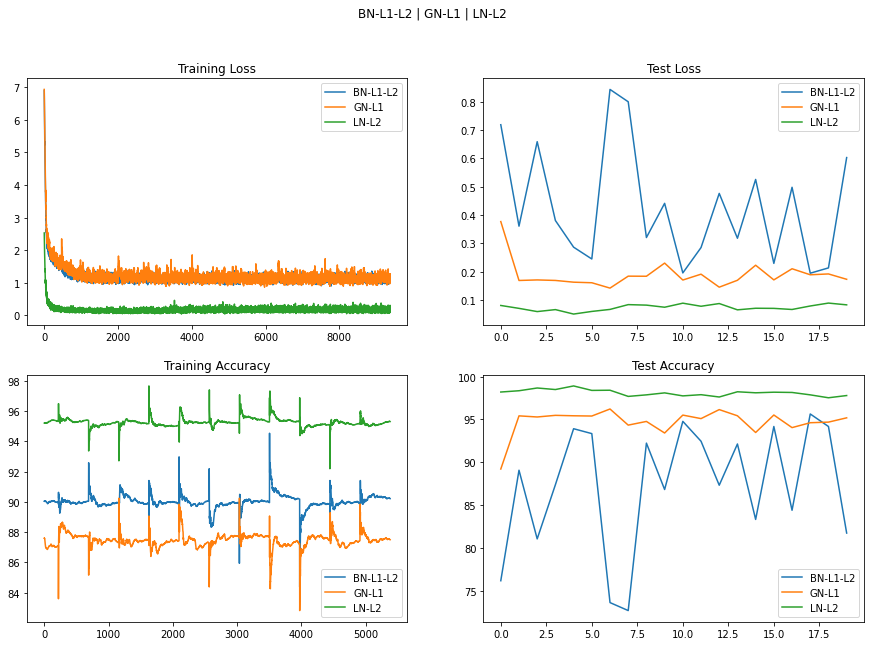 BN-L1-L2 | GN-L1 | LN-L2
Training Loss
7
6
5
4
3
2
1
0
0 2000 4000 6000 8000
BN-L1-L2
GN-L1
LN-L2
Test Loss
0.8
0.7
0.6
0.5
0.4
0.3
0.2
0.1
0.0 2.5 5.0 7.5 10.0 12.5 15.0 17.5
BN-L1-L2
GN-L1
LN-L2
Training Accuracy
98
96
94
92
90
88
86
84
0 1000 2000 3000 4000 5000
BN-L1-L2
GN-L1
LN-L2
Test Accuracy
100
95
90
85
80
75
0.0 2.5 5.0 7.5 10.0 12.5 15.0 17.5
BN-L1-L2
GN-L1
LN-L2